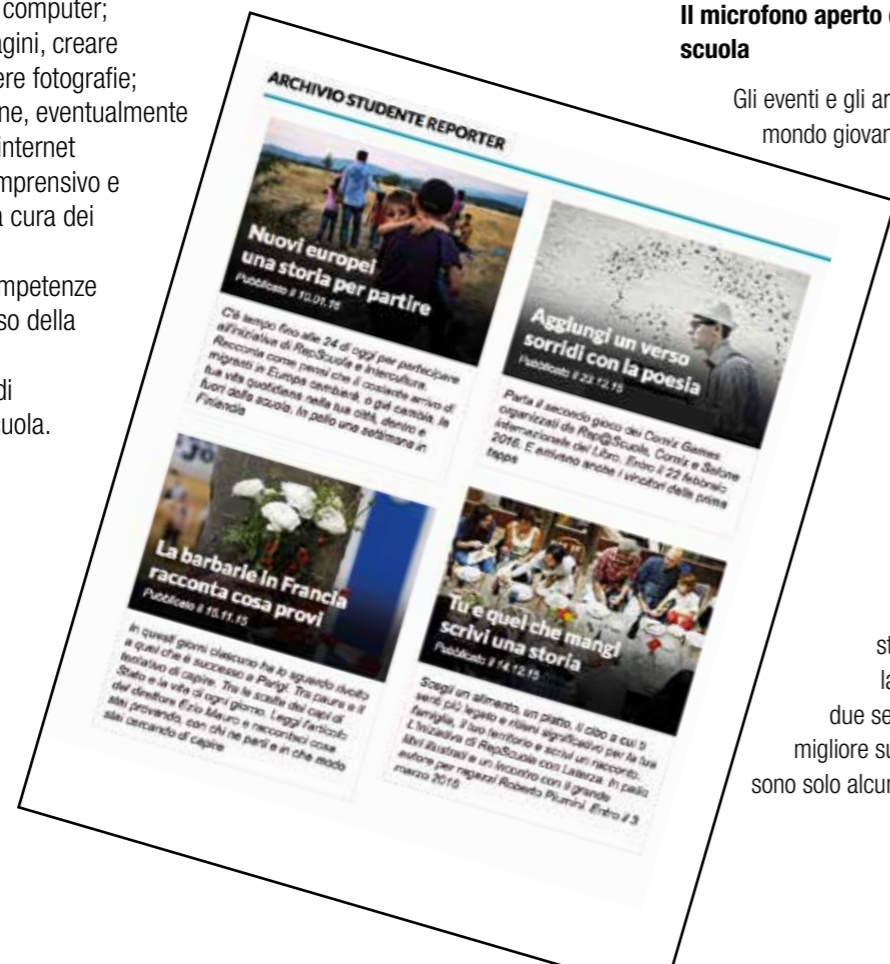 computer;
agini, creare
ere fotografie;
ne, eventualmente
internet
mprensivo e
a cura dei
mpetenze
so della
di
uola.
Il microfono aperto
scuola
Gli eventi e gli ar
mondo giovan
ARCHIVIO STUDENTE REPORTER
Nuovi europei
una storia per partire
Pubblicato il 10.01.16
C'è tempo fino alle 24 di oggi per partecipare
all'iniziativa di RepScuola e Intercultura.
Racconta come pensi che il costante arrivo di
migranti in Europa cambierà, o già cambia, la
tua vita quotidiana nella tua città, dentro e
fuori dalla scuola. In palio una settimana in
Finlandia
Aggiungi un verso
sorridi con la poesia
Pubblicato il 22.12.15
Parte il secondo gioco dei Comix Games
organizzati da Rep@Scuola, Comix e Salone
internazionale del Libro. Entro il 22 febbraio
2016. E arrivano anche i vincitori della prima
tappa
La barbarie in Francia
racconta cosa provi
Pubblicato il 15.11.15
In questi giorni ciascuno ha lo sguardo rivolto
a quel che è successo a Parigi. Tra paura e il
tentativo di capire. Tra le scelte dei capi di
Stato e la vita di ogni giorno. Leggi l'articolo
del direttore Ezio Mauro e raccontaci cosa
stai provando, con chi ne parli e in che modo
stai cercando di capire
Tu e quel che mangi
scrivi una storia
Pubblicato il 14.12.15
Scegli un alimento, un piatto, il cibo a cui ti
senti più legato e ritieni significativo per la tua
famiglia, il tuo territorio e scrivi un racconto.
L'iniziativa di RepScuola con Laterza. In palio
libri illustrati e un incontro con il grande
autore per ragazzi Roberto Piumini. Entro il 3
marzo 2016
st
la
due se
migliore su
sono solo alcun